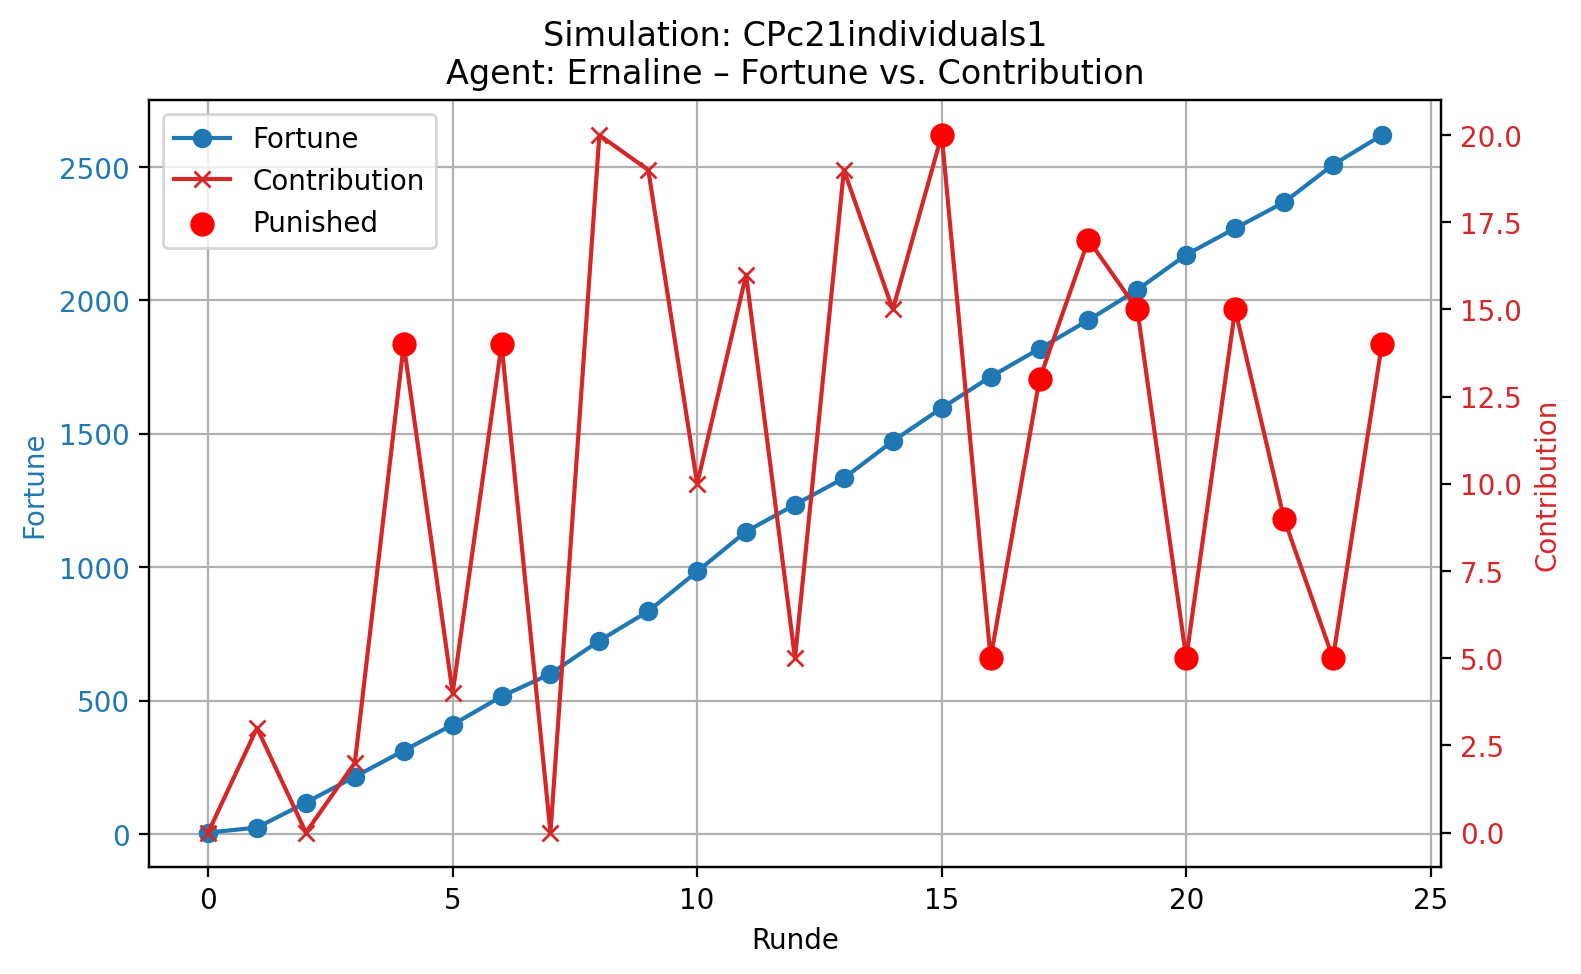 Simulation: CPc21individuals1
Agent: Ernaline – Fortune vs. Contribution
Fortune
Contribution
Punished
2500
2000
1500
1000
500
0
Fortune
20.0
17.5
15.0
12.5
10.0
7.5
5.0
2.5
0.0
Contribution
0 5 10 15 20 25
Runde